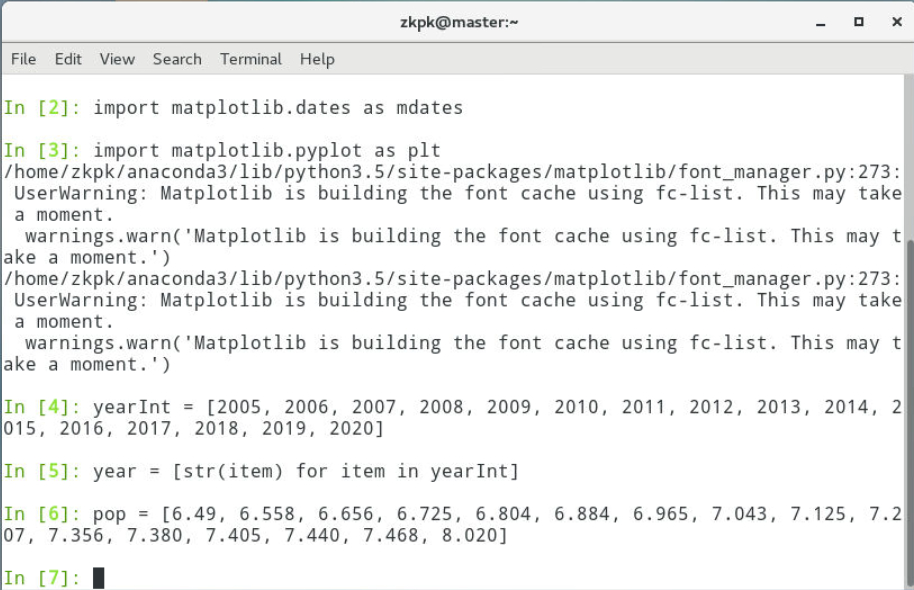 zkpk@master:~
File Edit View Search Terminal Help
In [2]: import matplotlib.dates as mdates
In [3]: import matplotlib.pyplot as plt
/home/zkpk/anaconda3/lib/python3.5/site-packages/matplotlib/font_manager.py:273:
UserWarning: Matplotlib is building the font cache using fc-list. This may take
a moment.
warnings.warn('Matplotlib is building the font cache using fc-list. This may t
ake a moment.')
/home/zkpk/anaconda3/lib/python3.5/site-packages/matplotlib/font_manager.py:273:
UserWarning: Matplotlib is building the font cache using fc-list. This may take
a moment.
warnings.warn('Matplotlib is building the font cache using fc-list. This may t
ake a moment.')
In [4]: yearInt = [2005, 2006, 2007, 2008, 2009, 2010, 2011, 2012, 2013, 2014, 2
015, 2016, 2017, 2018, 2019, 2020]
In [5]: year = [str(item) for item in yearInt]
In [6]: pop = [6.49, 6.558, 6.656, 6.725, 6.804, 6.884, 6.965, 7.043, 7.125, 7.2
07, 7.356, 7.380, 7.405, 7.440, 7.468, 8.020]
In [7]: